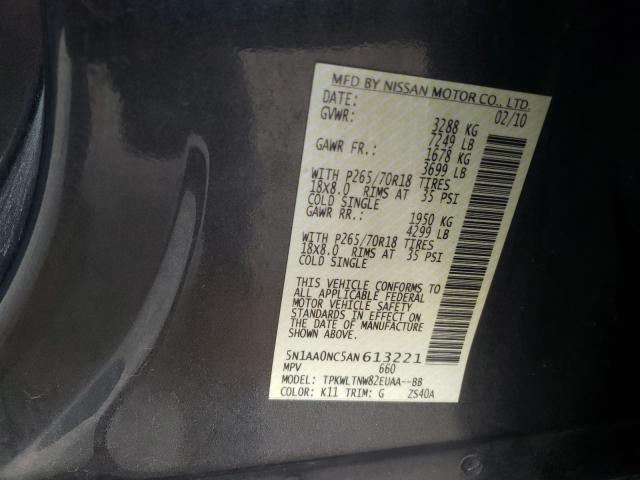 MFD BY NISSAN MOTOR CO., LTD.
DATE: 02/10
GVWR: 3288 KG
7249 LB
GAWR FR.: 1678 KG
3699 LB
WITH P265/70R18 TIRES
18X8.0 RIMS AT 35 PSI
COLD SINGLE
GAWR RR.: 1950 KG
4299 LB
WITH P265/70R18 TIRES
18X8.0 RIMS AT 35 PSI
COLD SINGLE
THIS VEHICLE CONFORMS TO
ALL APPLICABLE FEDERAL
MOTOR VEHICLE SAFETY
STANDARDS IN EFFECT ON
THE DATE OF MANUFACTURE
SHOWN ABOVE.
5N1AA0NC5AN613221
MPV 660
MODEL: TPKWLTNW82EUAA--BB
COLOR: K11 TRIM: G ZS40A